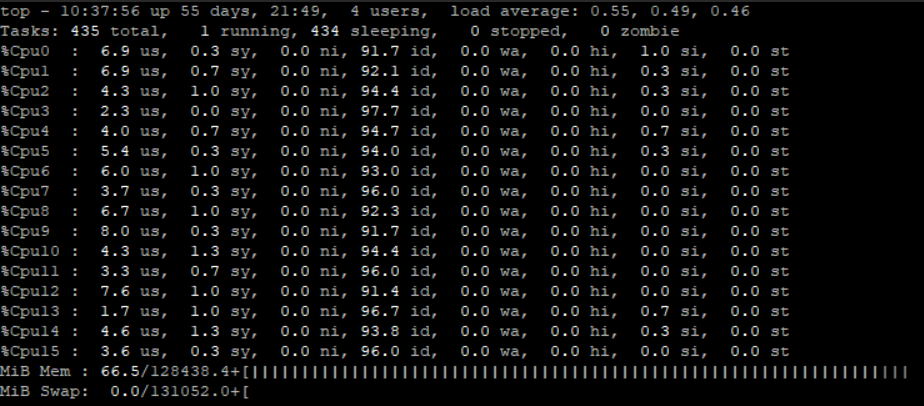 top - 10:37:56 up 55 days, 21:49,  4 users,  load average: 0.55, 0.49, 0.46
Tasks: 435 total,   1 running, 434 sleeping,   0 stopped,   0 zombie
%Cpu0  :  6.9 us,  0.3 sy,  0.0 ni, 91.7 id,  0.0 wa,  0.0 hi,  1.0 si,  0.0 st
%Cpu1  :  6.9 us,  0.7 sy,  0.0 ni, 92.1 id,  0.0 wa,  0.0 hi,  0.3 si,  0.0 st
%Cpu2  :  4.3 us,  1.0 sy,  0.0 ni, 94.4 id,  0.0 wa,  0.0 hi,  0.3 si,  0.0 st
%Cpu3  :  2.3 us,  0.0 sy,  0.0 ni, 97.7 id,  0.0 wa,  0.0 hi,  0.0 si,  0.0 st
%Cpu4  :  4.0 us,  0.7 sy,  0.0 ni, 94.7 id,  0.0 wa,  0.0 hi,  0.7 si,  0.0 st
%Cpu5  :  5.4 us,  0.3 sy,  0.0 ni, 94.0 id,  0.0 wa,  0.0 hi,  0.3 si,  0.0 st
%Cpu6  :  6.0 us,  1.0 sy,  0.0 ni, 93.0 id,  0.0 wa,  0.0 hi,  0.0 si,  0.0 st
%Cpu7  :  3.7 us,  0.3 sy,  0.0 ni, 96.0 id,  0.0 wa,  0.0 hi,  0.0 si,  0.0 st
%Cpu8  :  6.7 us,  1.0 sy,  0.0 ni, 92.3 id,  0.0 wa,  0.0 hi,  0.0 si,  0.0 st
%Cpu9  :  8.0 us,  0.3 sy,  0.0 ni, 91.7 id,  0.0 wa,  0.0 hi,  0.0 si,  0.0 st
%Cpu10 :  4.3 us,  1.3 sy,  0.0 ni, 94.4 id,  0.0 wa,  0.0 hi,  0.0 si,  0.0 st
%Cpu11 :  3.3 us,  0.7 sy,  0.0 ni, 96.0 id,  0.0 wa,  0.0 hi,  0.0 si,  0.0 st
%Cpu12 :  7.6 us,  1.0 sy,  0.0 ni, 91.4 id,  0.0 wa,  0.0 hi,  0.0 si,  0.0 st
%Cpu13 :  1.7 us,  1.0 sy,  0.0 ni, 96.7 id,  0.0 wa,  0.0 hi,  0.7 si,  0.0 st
%Cpu14 :  4.6 us,  1.3 sy,  0.0 ni, 93.8 id,  0.0 wa,  0.0 hi,  0.3 si,  0.0 st
%Cpu15 :  3.6 us,  0.3 sy,  0.0 ni, 96.0 id,  0.0 wa,  0.0 hi,  0.0 si,  0.0 st
MiB Mem : 66.5/128438.4+[||||||||||||||||||||||||||||||||||||||||||||||||||||||||||||||||||
MiB Swap:  0.0/131052.0+[